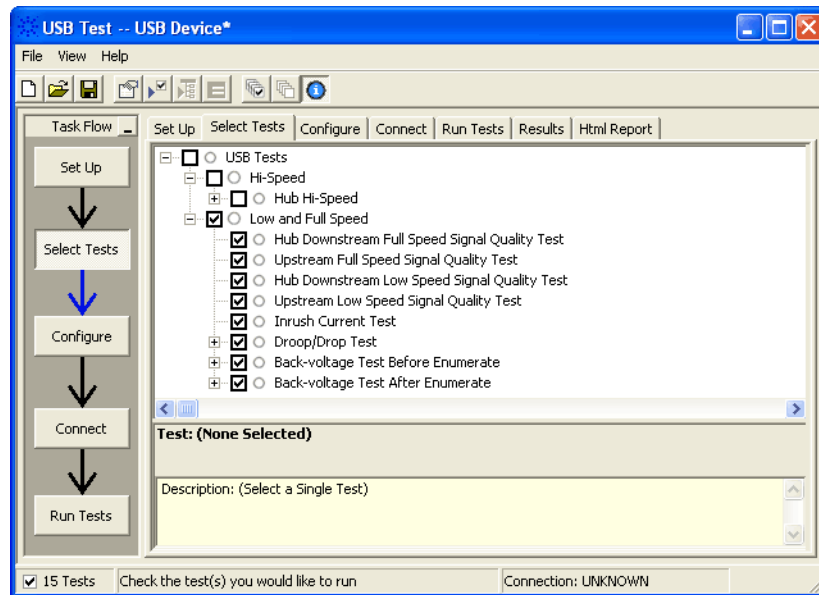 USB Test -- USB Device*
File View Help
Task Flow
Set Up Select Tests Configure Connect Run Tests Results Html Report
Set Up
Select Tests
Configure
Connect
Run Tests
USB Tests
Hi-Speed
Hub Hi-Speed
Low and Full Speed
Hub Downstream Full Speed Signal Quality Test
Upstream Full Speed Signal Quality Test
Hub Downstream Low Speed Signal Quality Test
Upstream Low Speed Signal Quality Test
Inrush Current Test
Droop/Drop Test
Back-voltage Test Before Enumerate
Back-voltage Test After Enumerate
Test: (None Selected)
Description: (Select a Single Test)
15 Tests Check the test(s) you would like to run Connection: UNKNOWN